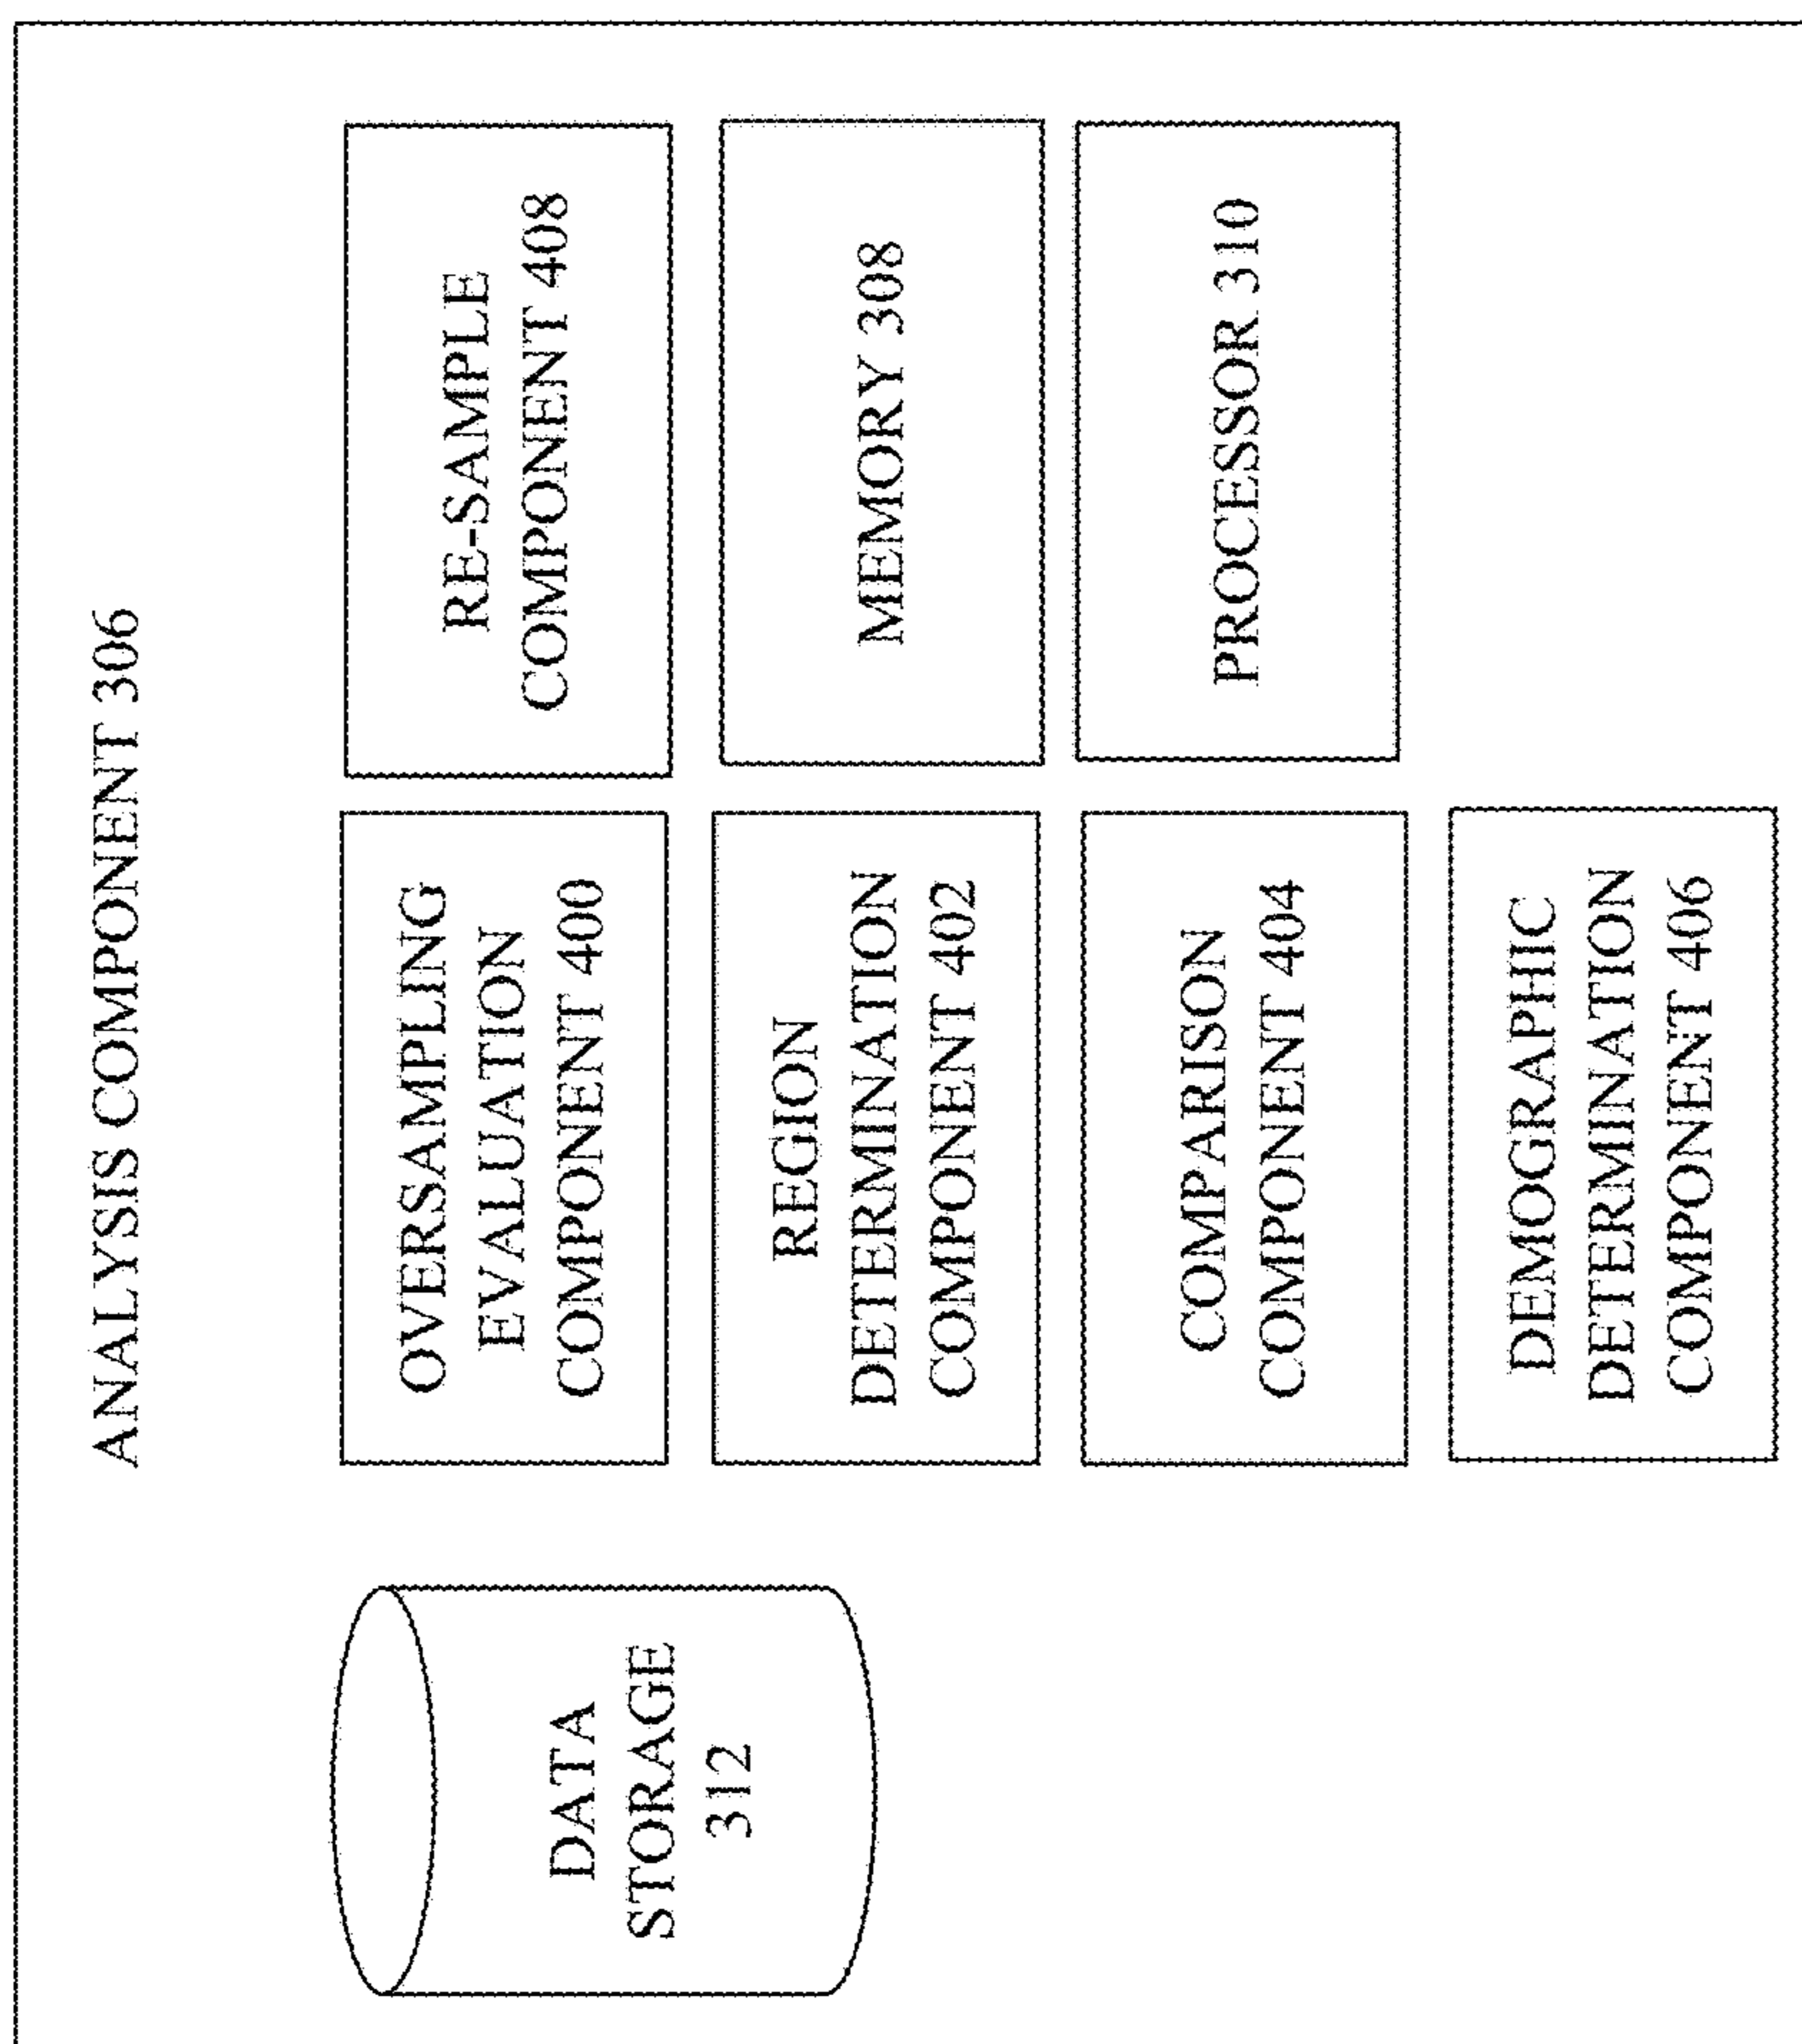 ANALYSIS COMPONENT 306
DATA
STORAGE
312
OVERSAMPLING
EVALUATION
COMPONENT 400
REGION
DETERMINATION
COMPONENT 402
COMPARISON
COMPONENT 404
DEMOGRAPHIC
DETERMINATION
COMPONENT 406
RE-SAMPLE
COMPONENT 408
MEMORY 308
PROCESSOR 310